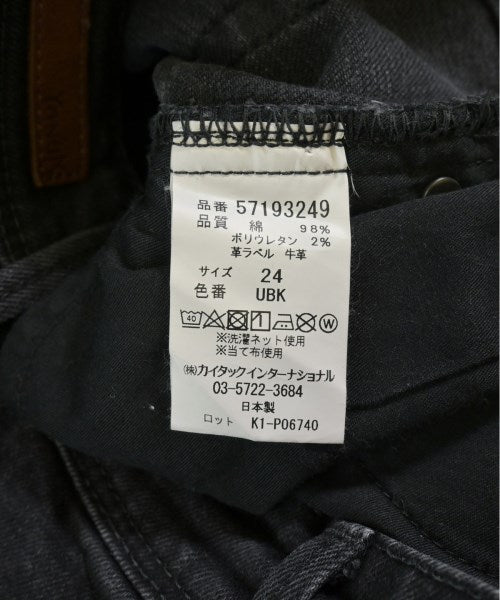 品番 57193249
品質 綿 98%
ポリウレタン 2%
革ラベル 牛革
サイズ 24
色番 UBK
40 W
※洗濯ネット使用
※当て布使用
㈱カイタックインターナショナル
03-5722-3684
日本製
ロット K1-P06740